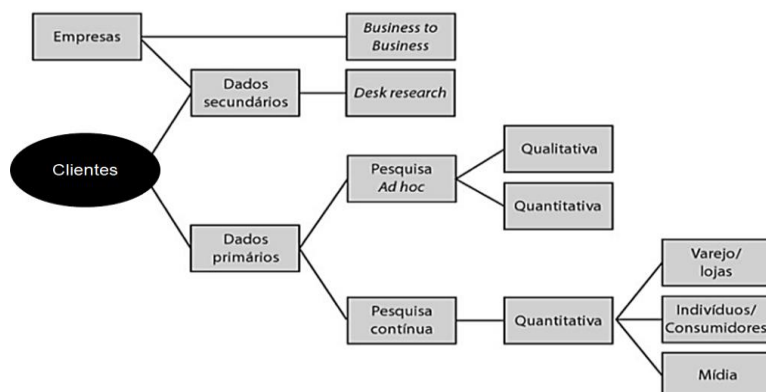 Empresas
Business to
Business
Dados
secundários
Desk research
Clientes
Pesquisa
Ad hoc
Qualitativa
Quantitativa
Dados
primários
Varejo/
lojas
Pesquisa
contínua
Quantitativa
Indivíduos/
Consumidores
Mídia